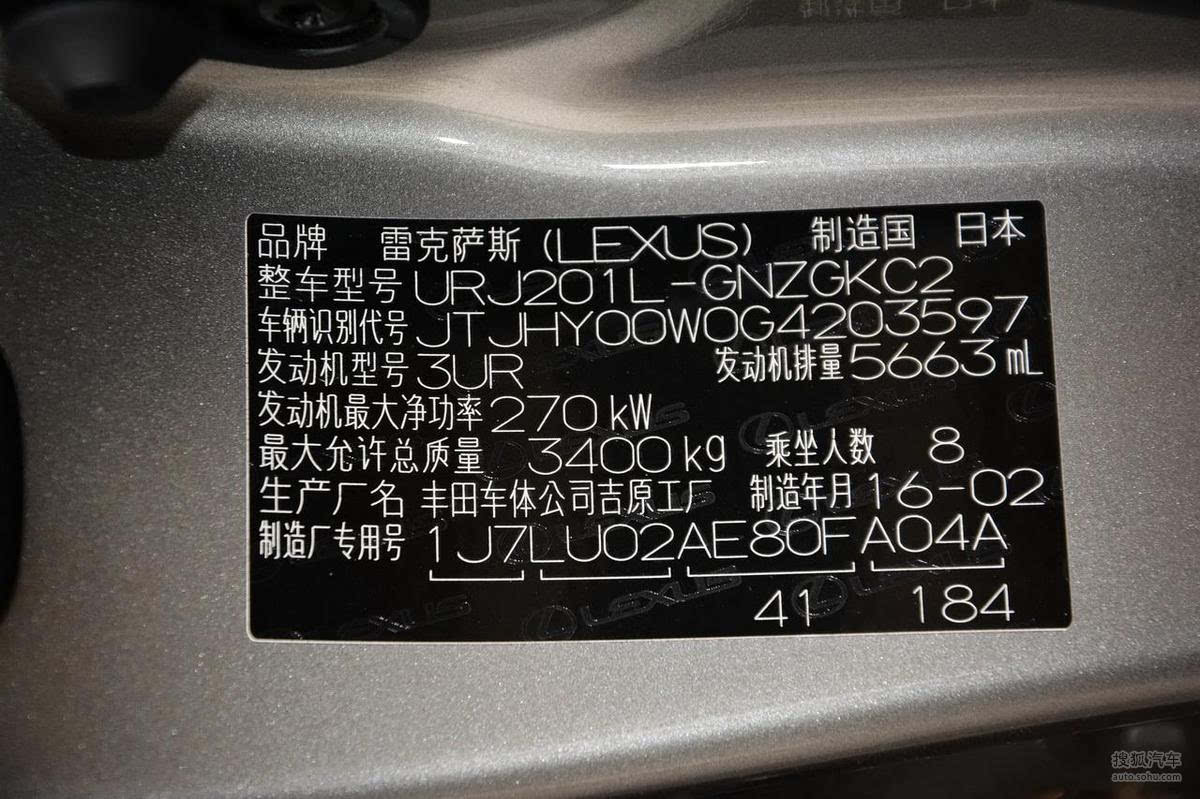 品牌 雷克萨斯 (LEXUS) 制造国 日本
整车型号 URJ201L-GNZGKC2
车辆识别代号 JTJHY00W0G4203597
发动机型号 3UR 发动机排量 5663 mL
发动机最大净功率 270 kW
最大允许总质量 3400 kg 乘坐人数 8
生产厂名 丰田车体公司吉原工厂 制造年月 16-02
制造厂专用号 1J7 LU02 AE80F A04A
41 184
搜狐汽车
auto.sohu.com